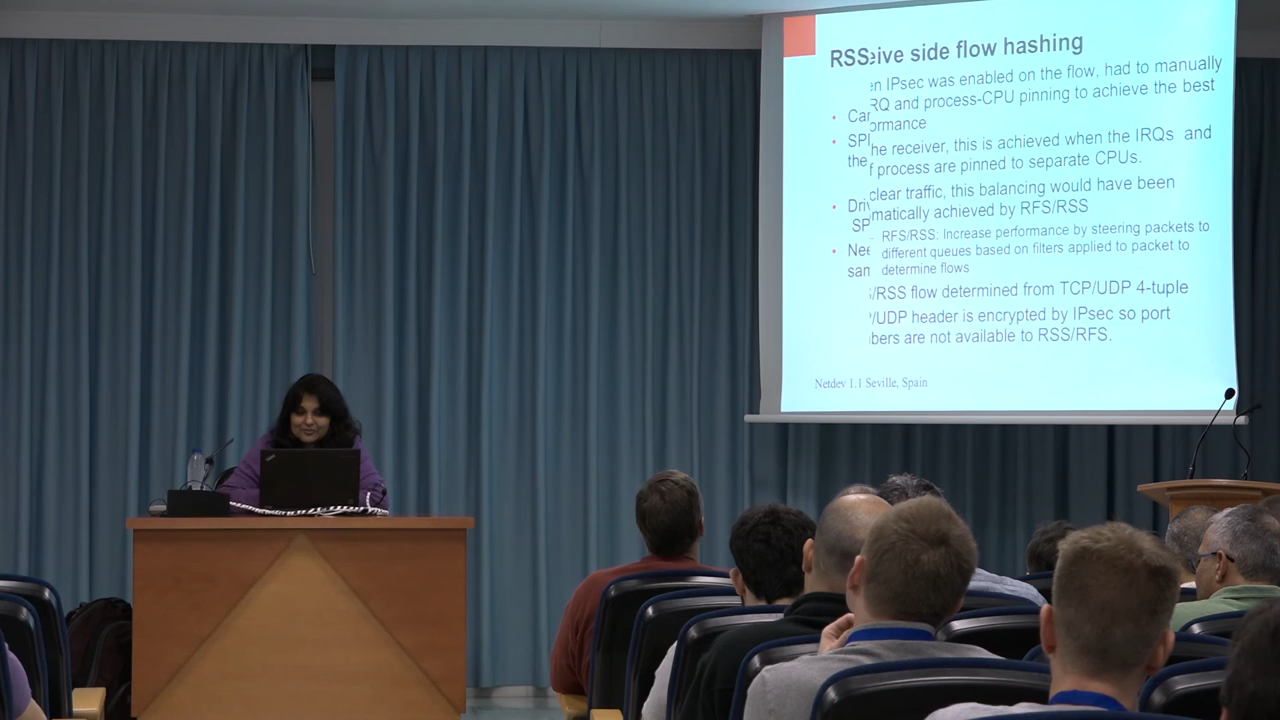 RSSeive side flow hashing
en IPsec was enabled on the flow, had to manually
RQ and process-CPU pinning to achieve the best
Car
ormance
SPI
he receiver, this is achieved when the IRQs and
the
f process are pinned to separate CPUs.
clear traffic, this balancing would have been
Driv
matically achieved by RFS/RSS
SP
RFS/RSS: Increase performance by steering packets to
Nee
different queues based on filters applied to packet to
sam
determine flows
/RSS flow determined from TCP/UDP 4-tuple
/UDP header is encrypted by IPsec so port
bers are not available to RSS/RFS.
Netdev 1.1 Seville, Spain